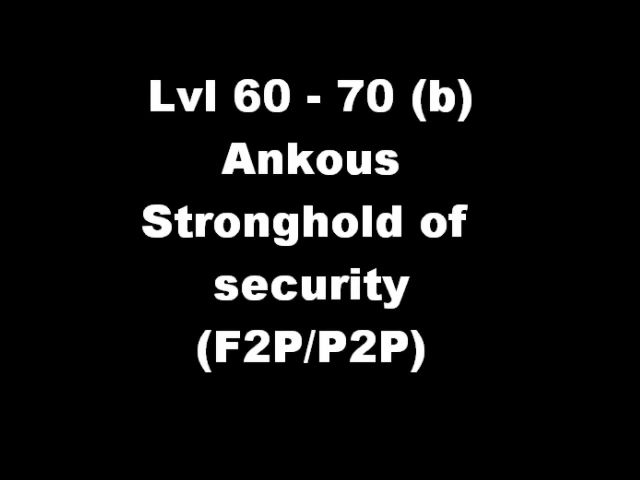 Lvl 60 - 70 (b)
Ankous
Stronghold of
security
(F2P/P2P)